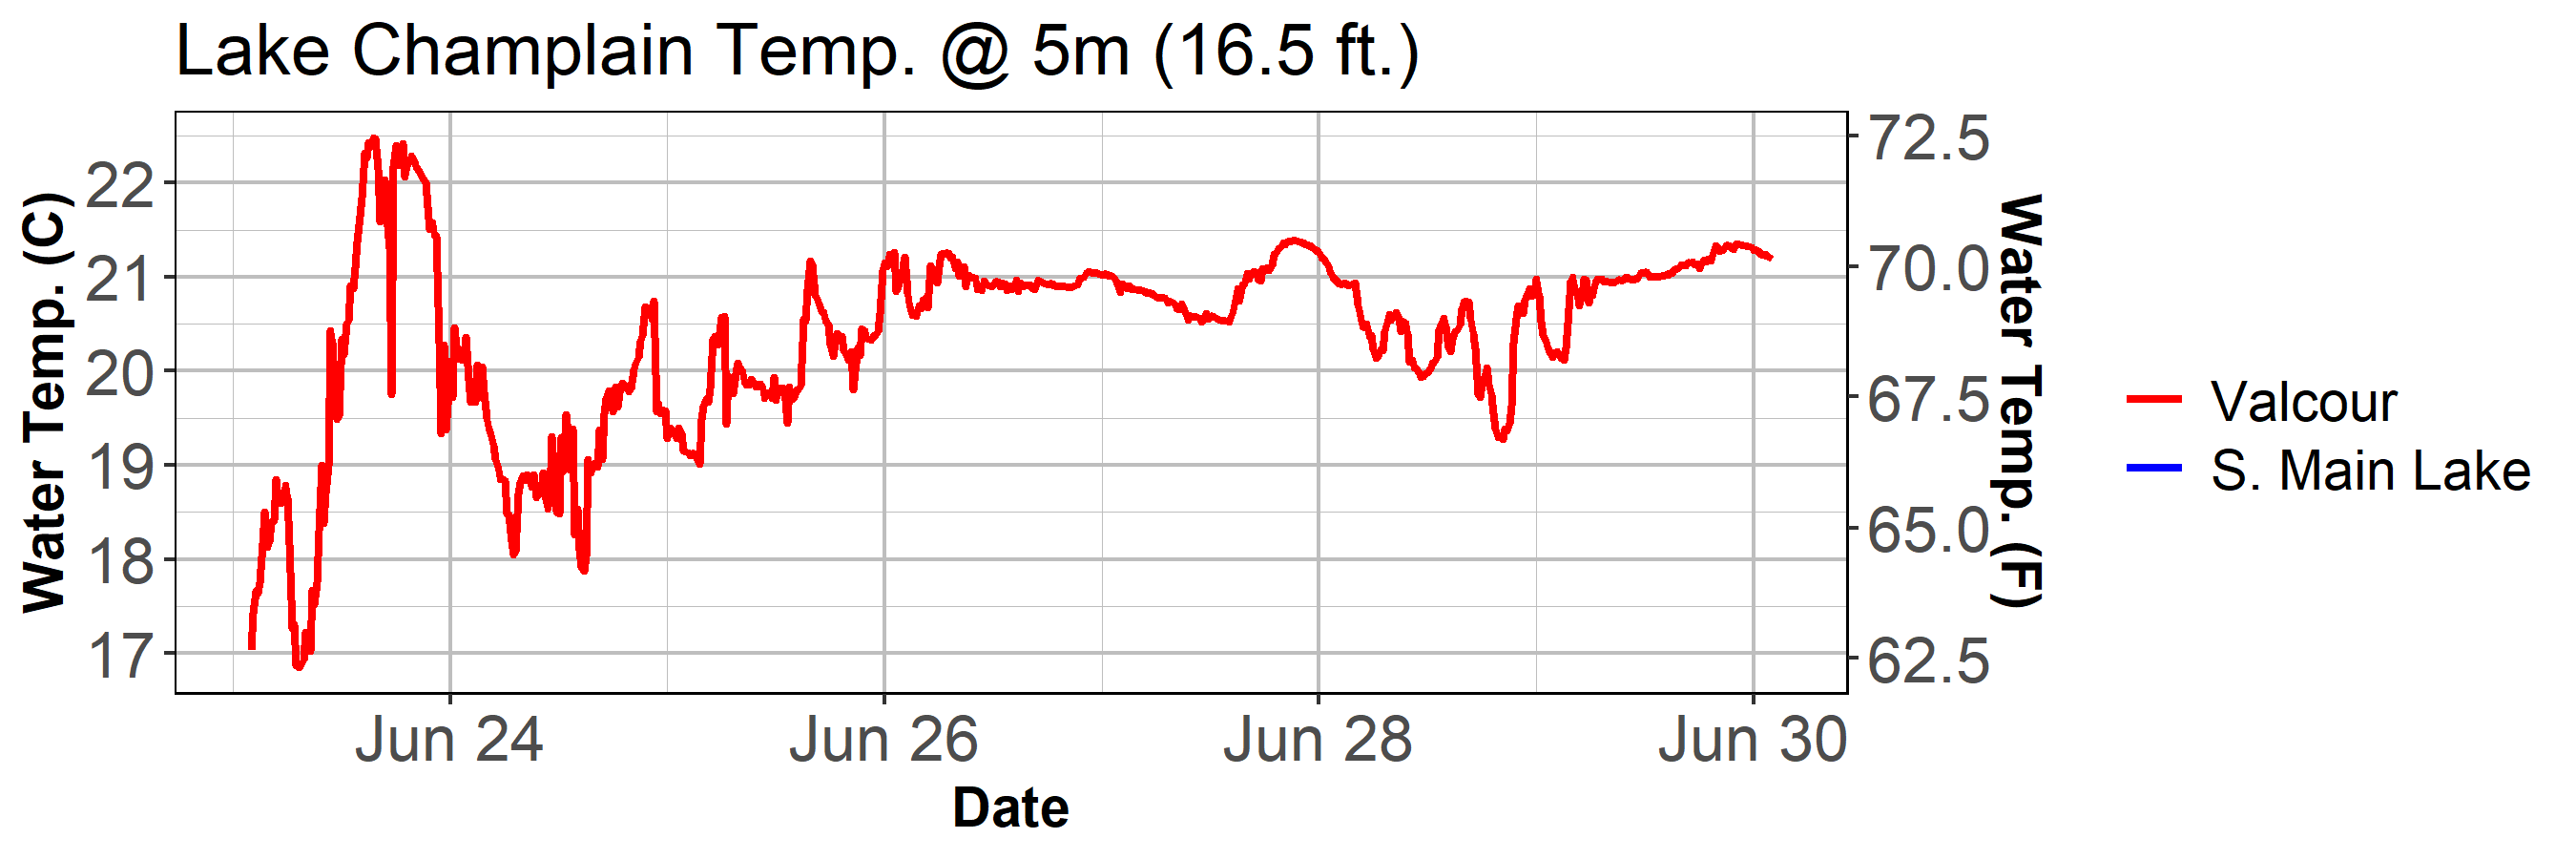 Lake Champlain Temp. @ 5m (16.5 ft.)
Water Temp. (C)
22
21
20
19
18
17
72.5
70.0
67.5
65.0
62.5
Water Temp. (F)
Jun 24
Jun 26
Jun 28
Jun 30
Date
Valcour
S. Main Lake